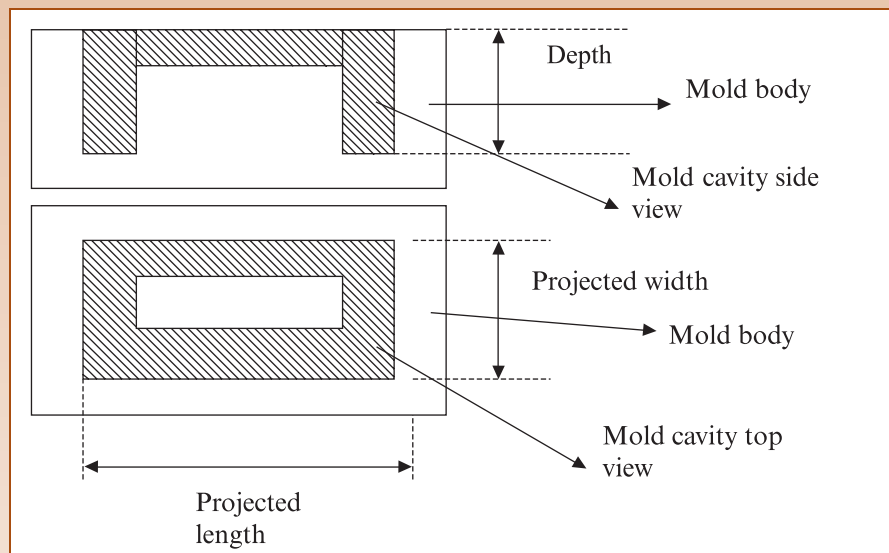 Depth
Mold body
Mold cavity side
view
Projected width
Mold body
Mold cavity top
view
Projected
length